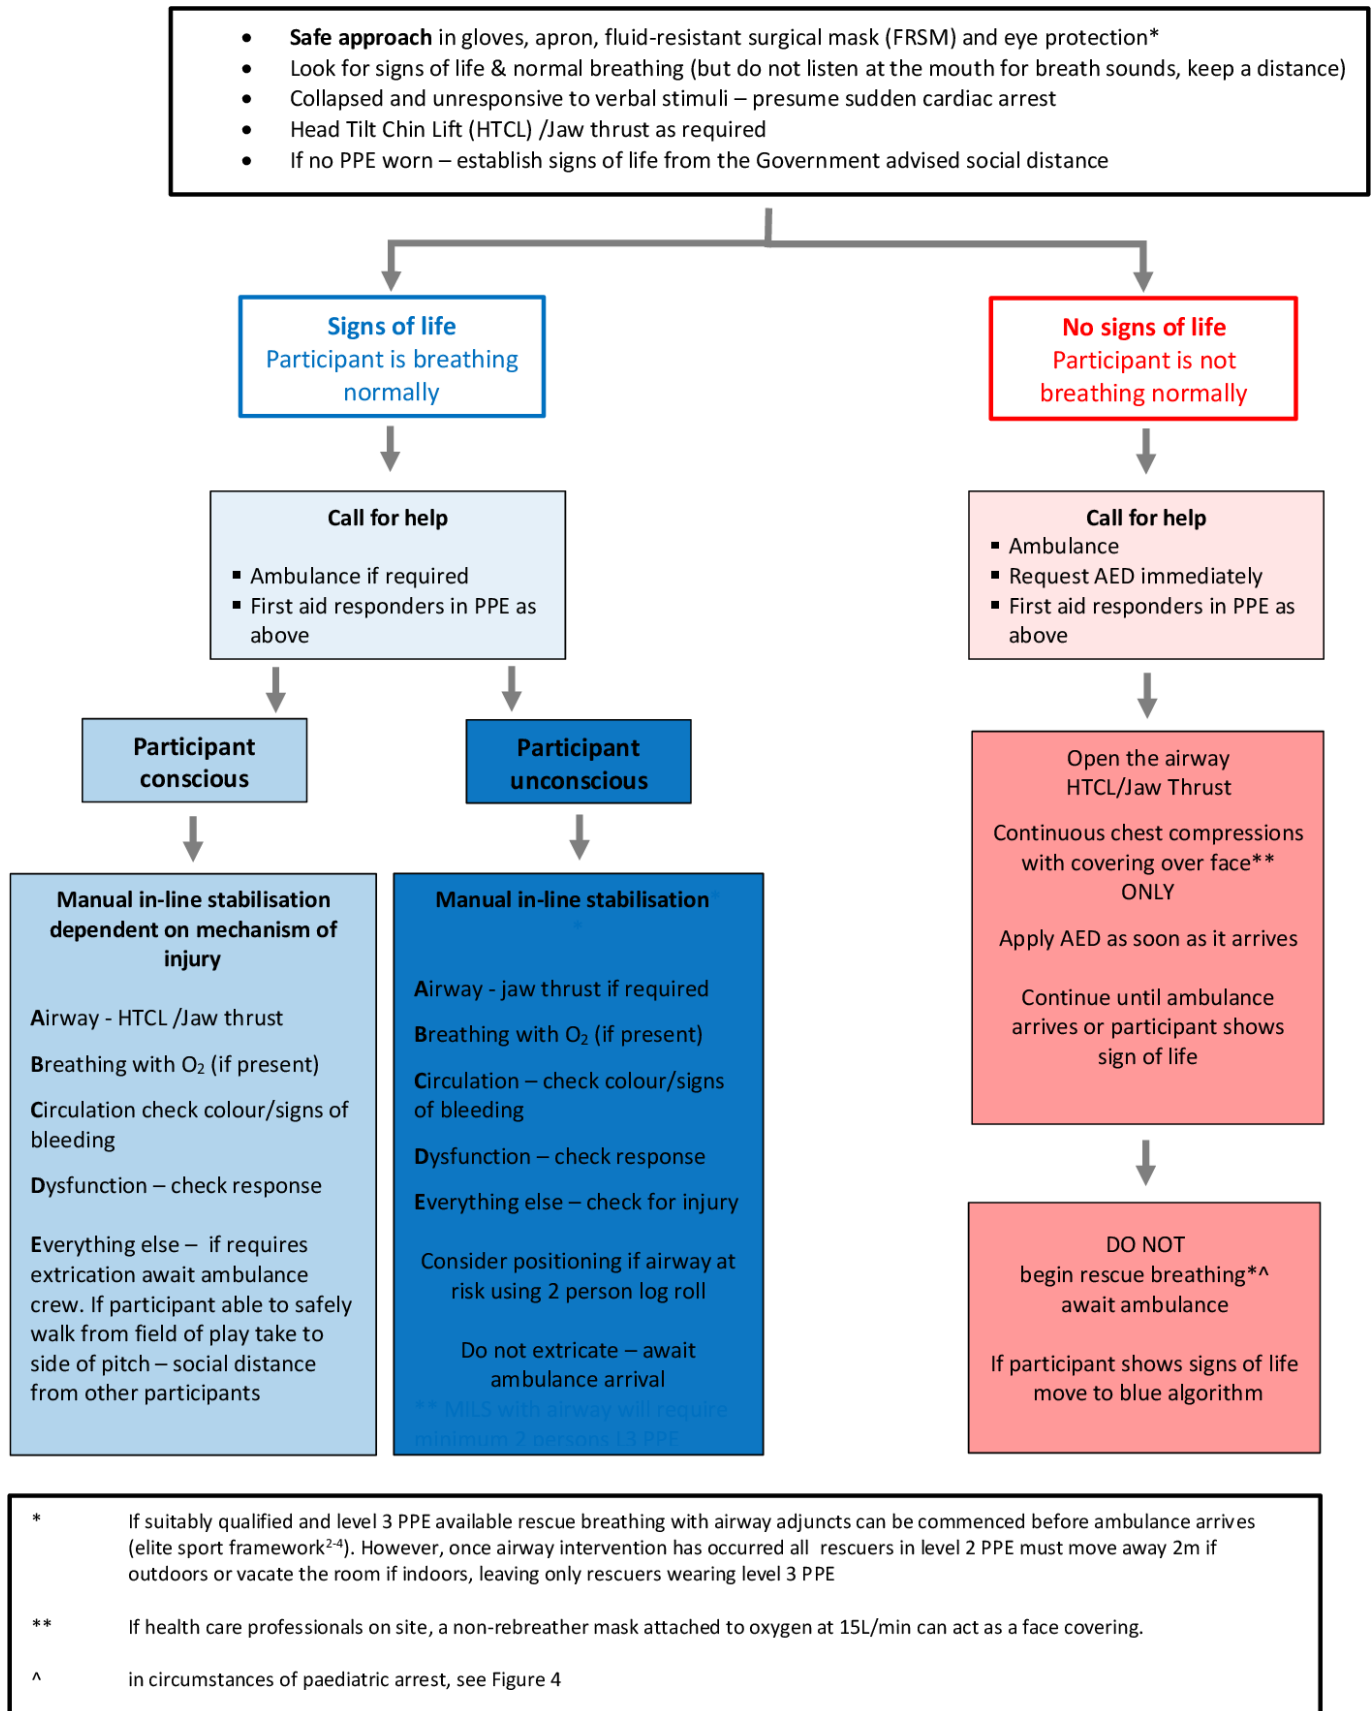 • Safe approach in gloves, apron, fluid-resistant surgical mask (FRSM) and eye protection*
• Look for signs of life & normal breathing (but do not listen at the mouth for breath sounds, keep a distance)
• Collapsed and unresponsive to verbal stimuli – presume sudden cardiac arrest
• Head Tilt Chin Lift (HTCL) /Jaw thrust as required
• If no PPE worn – establish signs of life from the Government advised social distance
Signs of life
Participant is breathing
normally
No signs of life
Participant is not
breathing normally
Call for help
▪ Ambulance if required
▪ First aid responders in PPE as
above
Call for help
▪ Ambulance
▪ Request AED immediately
▪ First aid responders in PPE as
above
Participant
conscious
Participant
unconscious
Manual in-line stabilisation
dependent on mechanism of
injury
Airway - HTCL /Jaw thrust
Breathing with O₂ (if present)
Circulation check colour/signs of
bleeding
Dysfunction – check response
Everything else – if requires
extrication await ambulance
crew. If participant able to safely
walk from field of play take to
side of pitch – social distance
from other participants
Manual in-line stabilisation*
*
Airway - jaw thrust if required
Breathing with O₂ (if present)
Circulation – check colour/signs
of bleeding
Dysfunction – check response
Everything else – check for injury
Consider positioning if airway at
risk using 2 person log roll
Do not extricate – await
ambulance arrival
** MILS with airway will require
minimum 2 persons L3 PPE
Open the airway
HTCL/Jaw Thrust
Continuous chest compressions
with covering over face**
ONLY
Apply AED as soon as it arrives
Continue until ambulance
arrives or participant shows
sign of life
DO NOT
begin rescue breathing*^
await ambulance
If participant shows signs of life
move to blue algorithm
* If suitably qualified and level 3 PPE available rescue breathing with airway adjuncts can be commenced before ambulance arrives
(elite sport framework²⁻⁴). However, once airway intervention has occurred all rescuers in level 2 PPE must move away 2m if
outdoors or vacate the room if indoors, leaving only rescuers wearing level 3 PPE
** If health care professionals on site, a non-rebreather mask attached to oxygen at 15L/min can act as a face covering.
^ in circumstances of paediatric arrest, see Figure 4